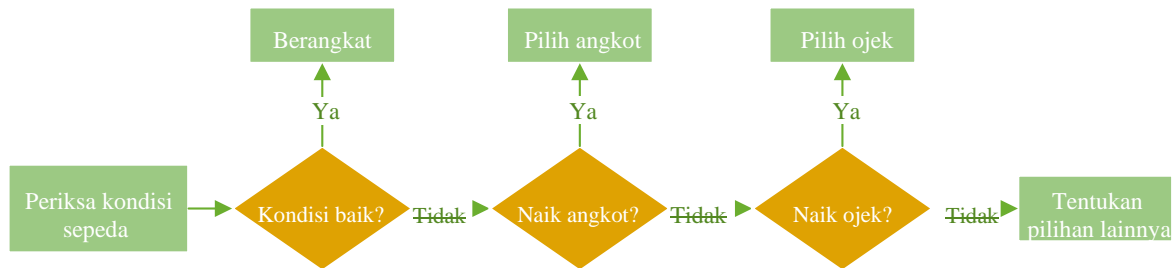 Berangkat
Pilih angkot
Pilih ojek
Ya
Ya
Ya
Periksa kondisi
sepeda
Kondisi baik?
Tidak
Naik angkot?
Tidak
Naik ojek?
Tidak
Tentukan
pilihan lainnya